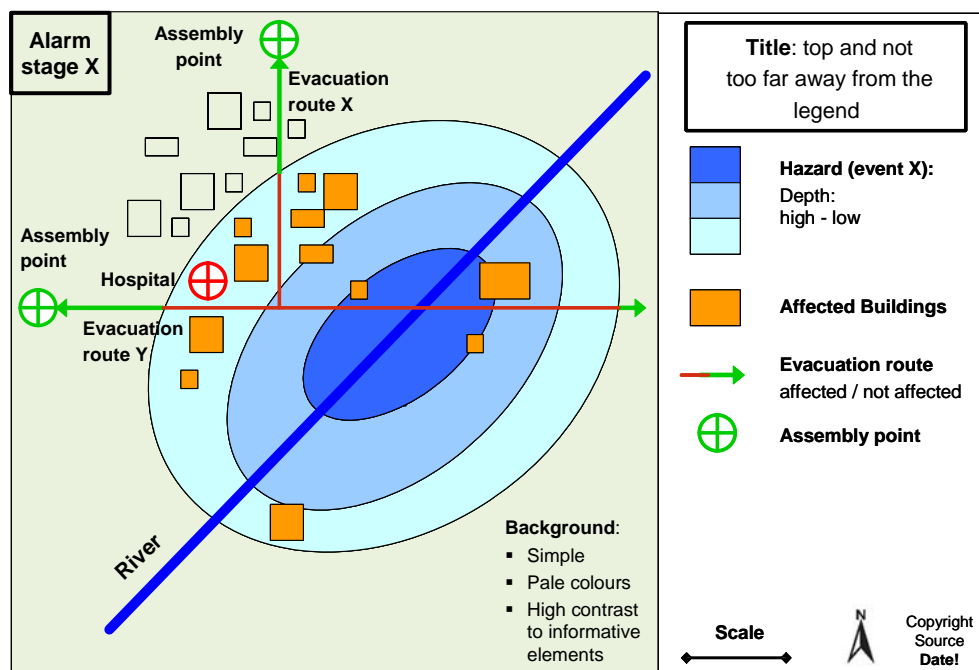 Alarm
stage X
Assembly
point
Evacuation
route X
Assembly
point
Hospital
Evacuation
route Y
River
Background:
▪ Simple
▪ Pale colours
▪ High contrast
to informative
elements
Title: top and not
too far away from the
legend
Hazard (event X):
Depth:
high - low
Affected Buildings
Evacuation route
affected / not affected
Assembly point
Scale
N
Copyright
Source
Date!